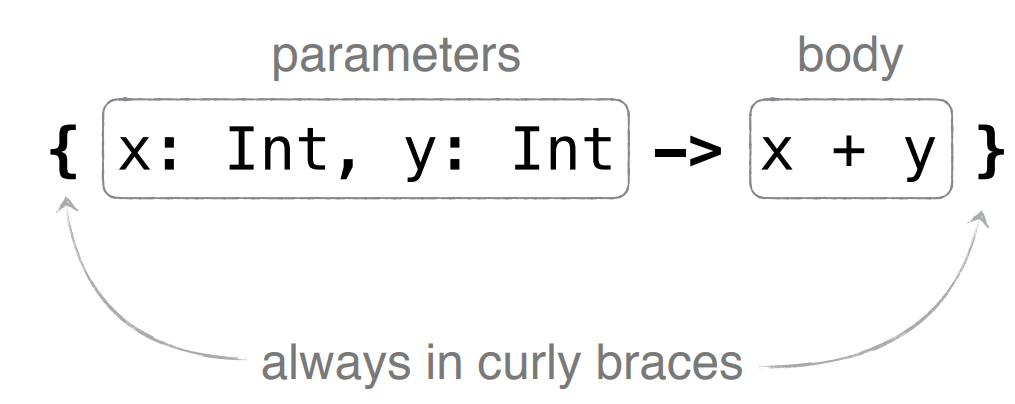 parameters body
{ x: Int, y: Int -> x + y }
always in curly braces